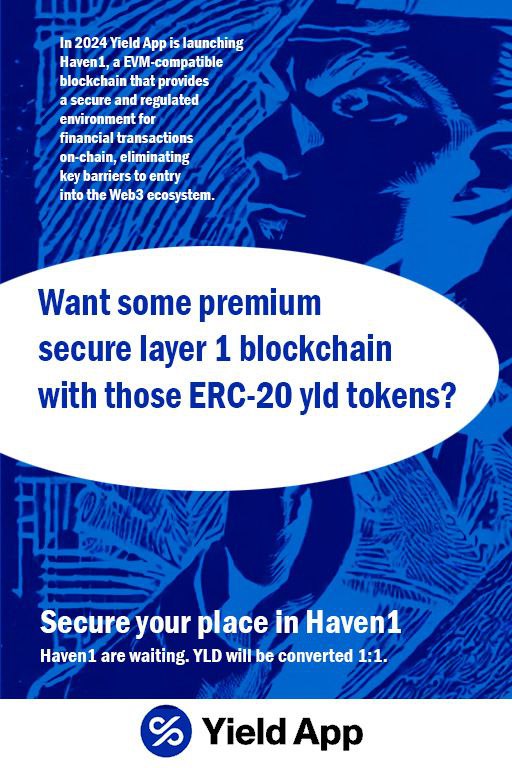 In 2024 Yield App is launching
Haven1, a EVM-compatible
blockchain that provides
a secure and regulated
environment for
financial transactions
on-chain, eliminating
key barriers to entry
into the Web3 ecosystem.
Want some premium
secure layer 1 blockchain
with those ERC-20 yld tokens?
Secure your place in Haven1
Haven1 are waiting. YLD will be converted 1:1.
Yield App